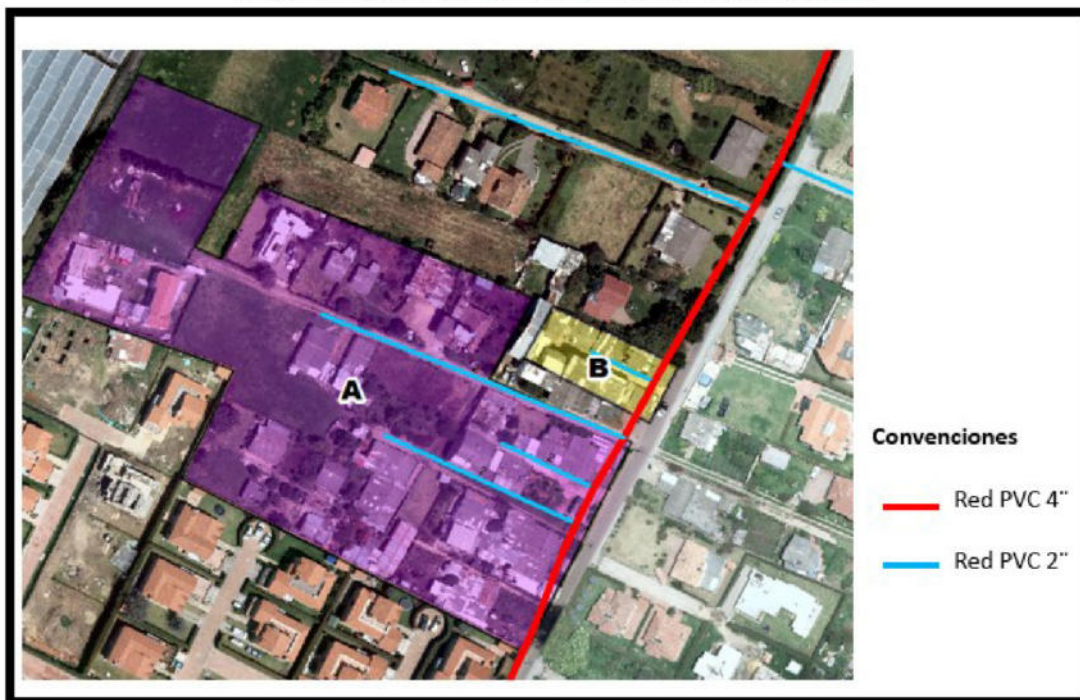 A
B
Convenciones
Red PVC 4¨
Red PVC 2¨